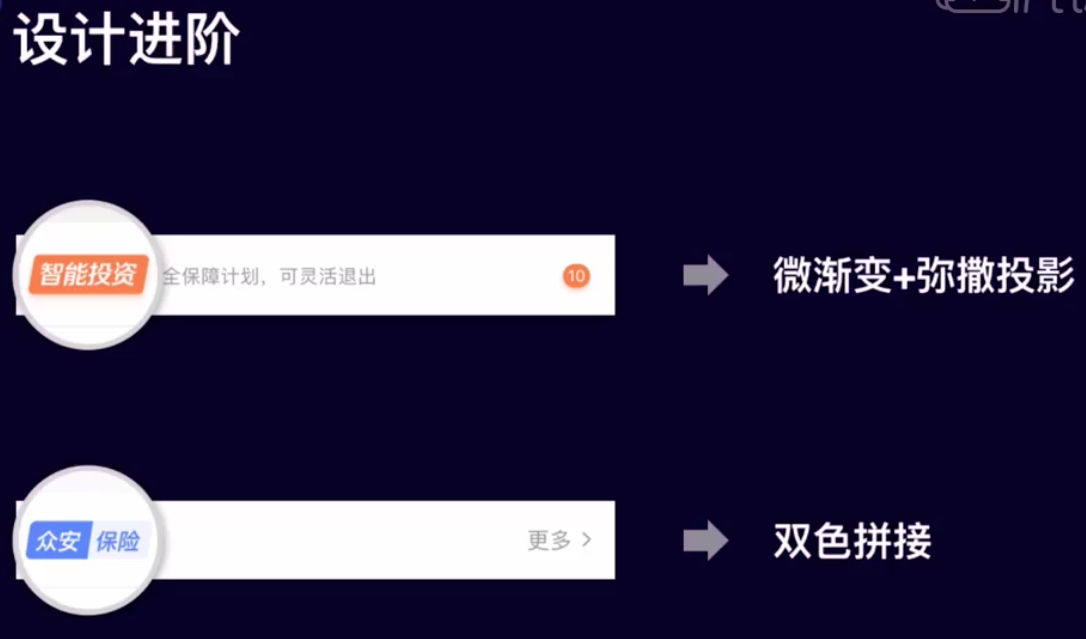 设计进阶
智能投资 全保障计划，可灵活退出 10
微渐变+弥撒投影
众安 保险 更多 >
双色拼接